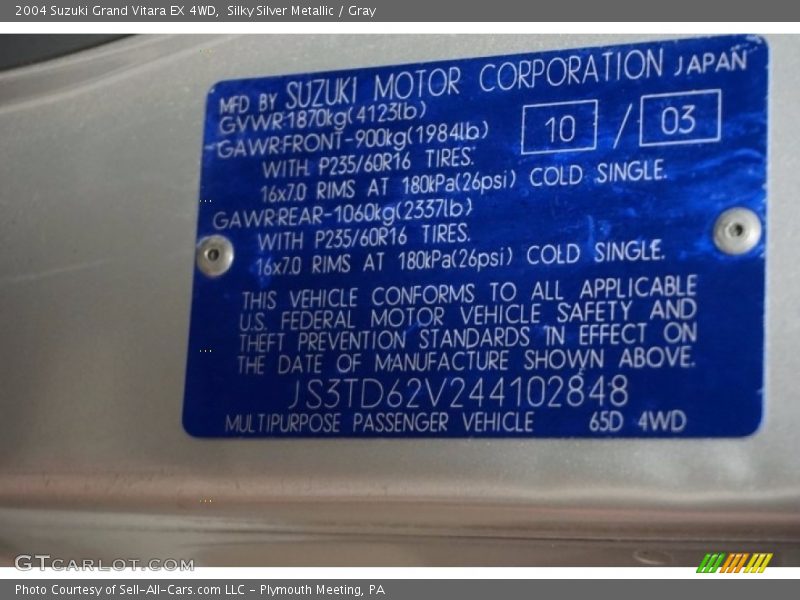 2004 Suzuki Grand Vitara EX 4WD, Silky Silver Metallic / Gray
MFD BY SUZUKI MOTOR CORPORATION JAPAN
GVWR:1870kg(4123lb)
10 / 03
GAWR:FRONT-900kg(1984lb)
WITH P235/60R16 TIRES.
16x7.0 RIMS AT 180kPa(26psi) COLD SINGLE.
GAWR:REAR-1060kg(2337lb)
WITH P235/60R16 TIRES.
16x7.0 RIMS AT 180kPa(26psi) COLD SINGLE.
THIS VEHICLE CONFORMS TO ALL APPLICABLE
U.S. FEDERAL MOTOR VEHICLE SAFETY AND
THEFT PREVENTION STANDARDS IN EFFECT ON
THE DATE OF MANUFACTURE SHOWN ABOVE.
JS3TD62V244102848
MULTIPURPOSE PASSENGER VEHICLE 65D 4WD
GTCARLOT.COM
Photo Courtesy of Sell-All-Cars.com LLC - Plymouth Meeting, PA